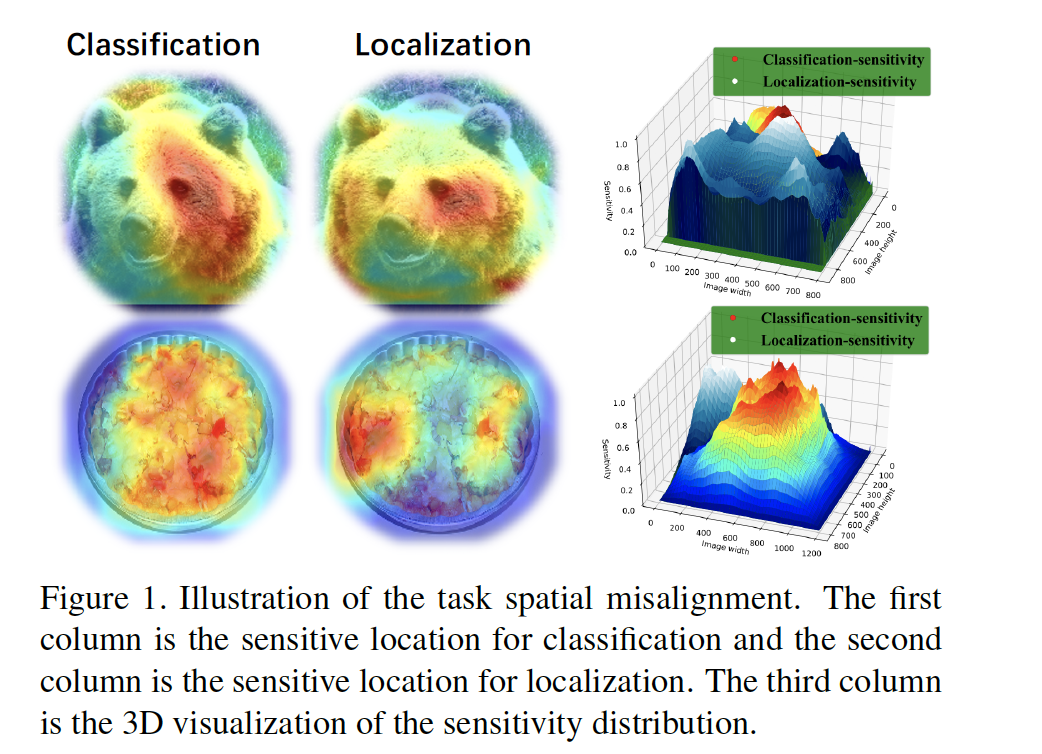 Classification
Localization
Classification-sensitivity
Localization-sensitivity
1.0
0.8
0.6
0.4
0.2
0.0
Sensitivity
0
100
200
300
400
500
600
700
800
Image width
0
200
400
600
800
Image height
Classification-sensitivity
Localization-sensitivity
1.0
0.8
0.6
0.4
0.2
0.0
Sensitivity
0
200
400
600
800
1000
1200
Image width
0
100
200
300
400
500
600
700
800
Image height
Figure 1. Illustration of the task spatial misalignment. The first
column is the sensitive location for classification and the second
column is the sensitive location for localization. The third column
is the 3D visualization of the sensitivity distribution.